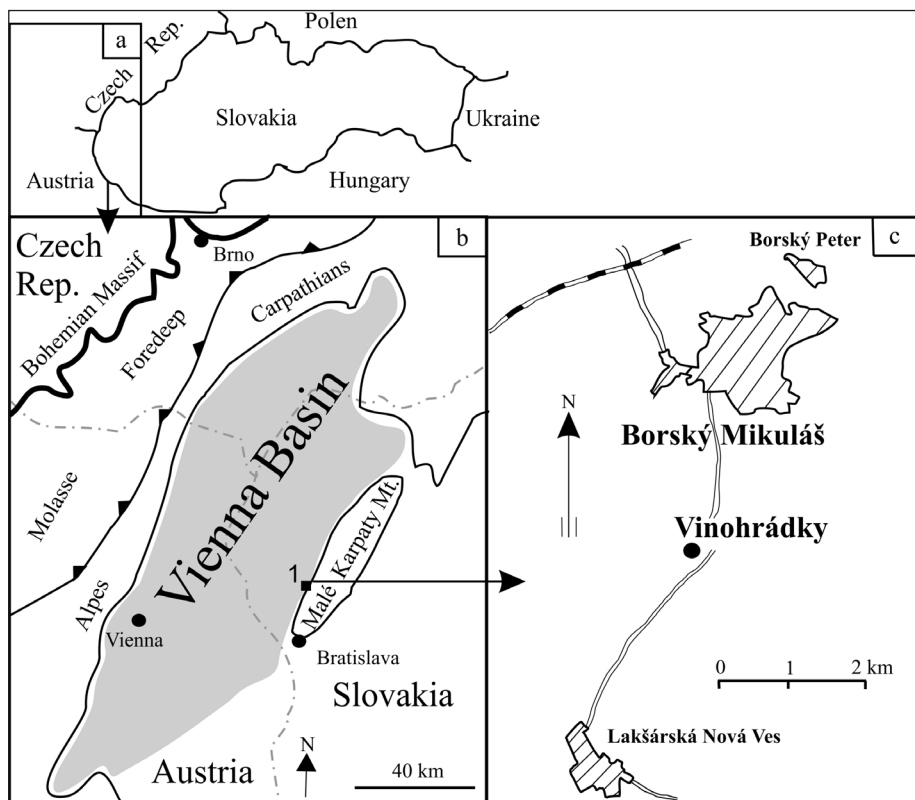 a
Polen
Czech Rep.
Slovakia
Ukraine
Austria
Hungary
b
Czech
Rep.
Brno
Bohemian Massif
Foredeep
Carpathians
Vienna Basin
Molasse
Alpes
Vienna
1
Malé Karpaty Mt.
Bratislava
Slovakia
N
Austria
40 km
c
Borský Peter
N
Borský Mikuláš
Vinohrádky
0 1 2 km
Lakšárská Nová Ves